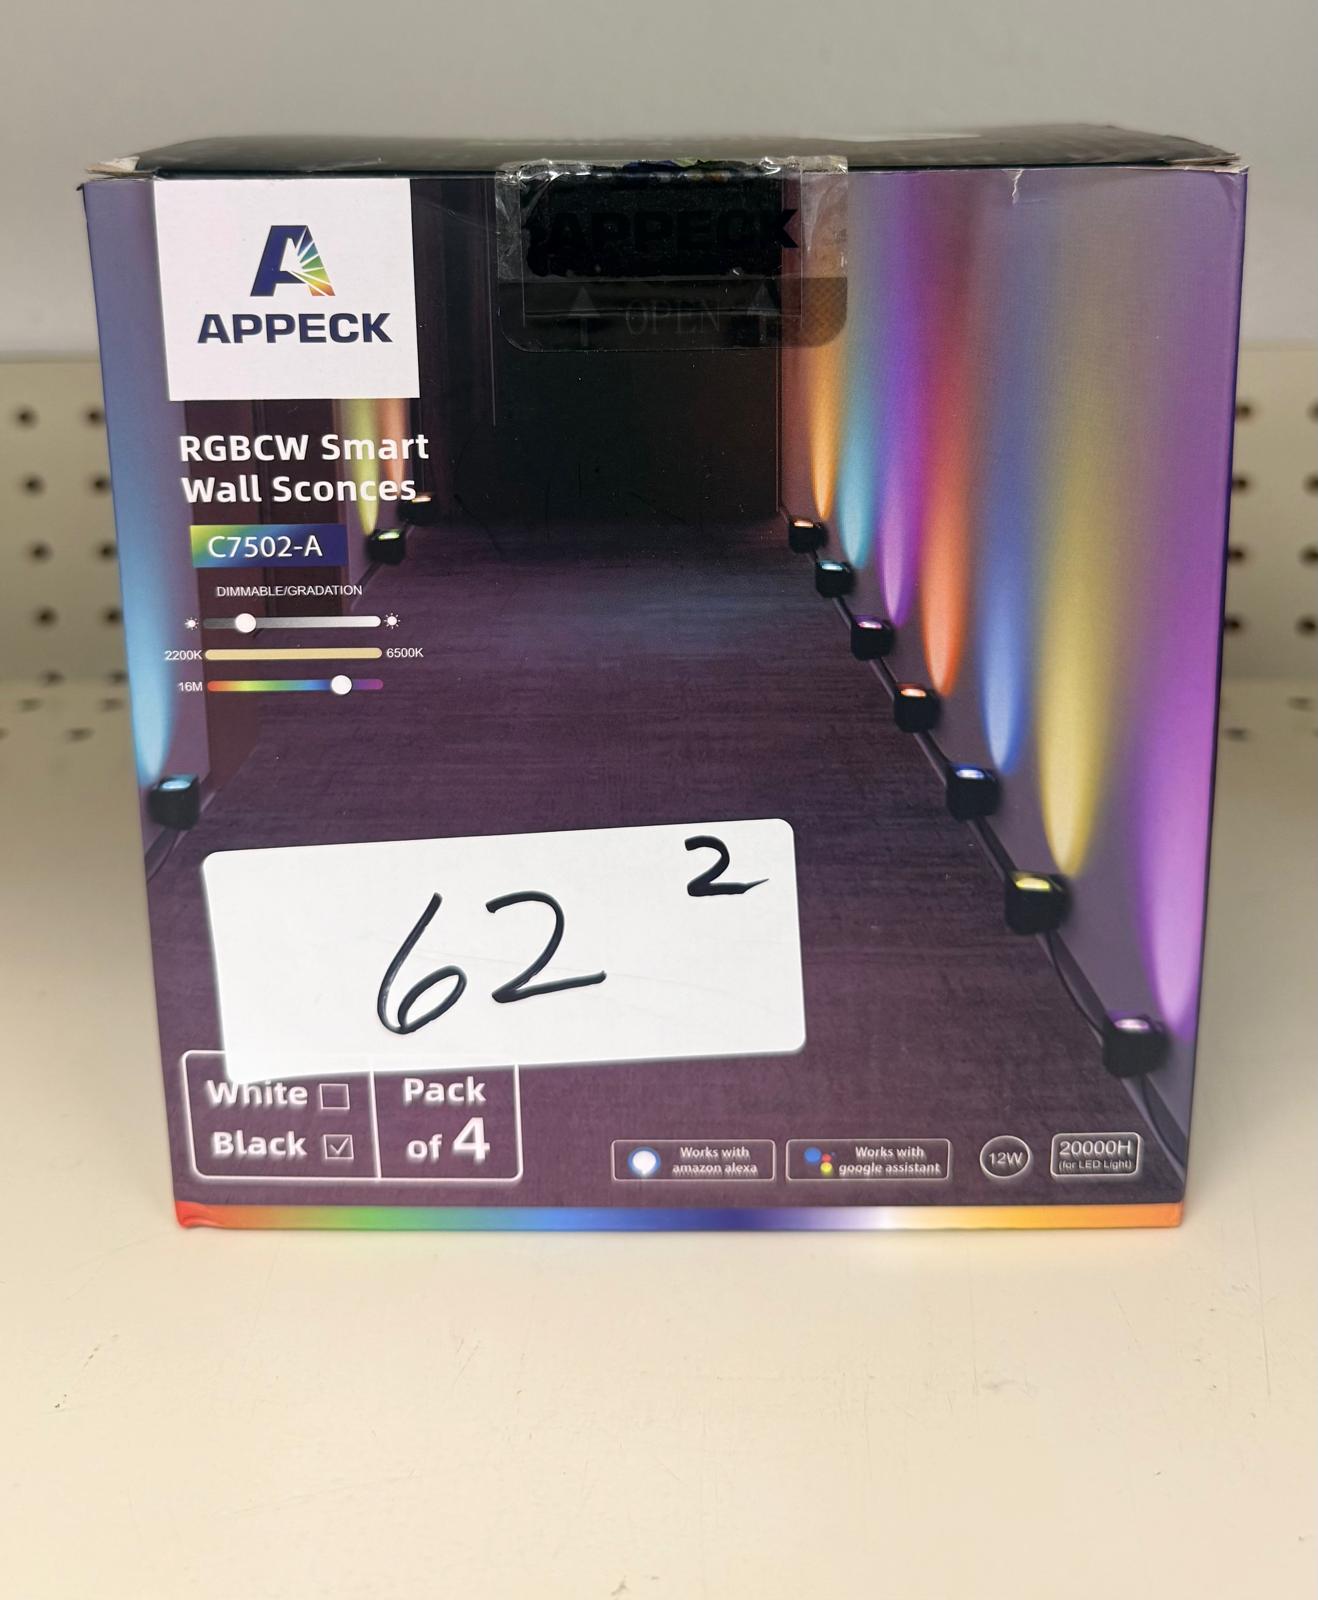 APPECK
OPEN
APPECK
RGBCW Smart
Wall Sconces
C7502-A
DIMMABLE/GRADATION
2200K 6500K
16M
2
62
White
Black
Pack
of 4
Works with
amazon alexa
Works with
google assistant
12W
20000H
(for LED Light)